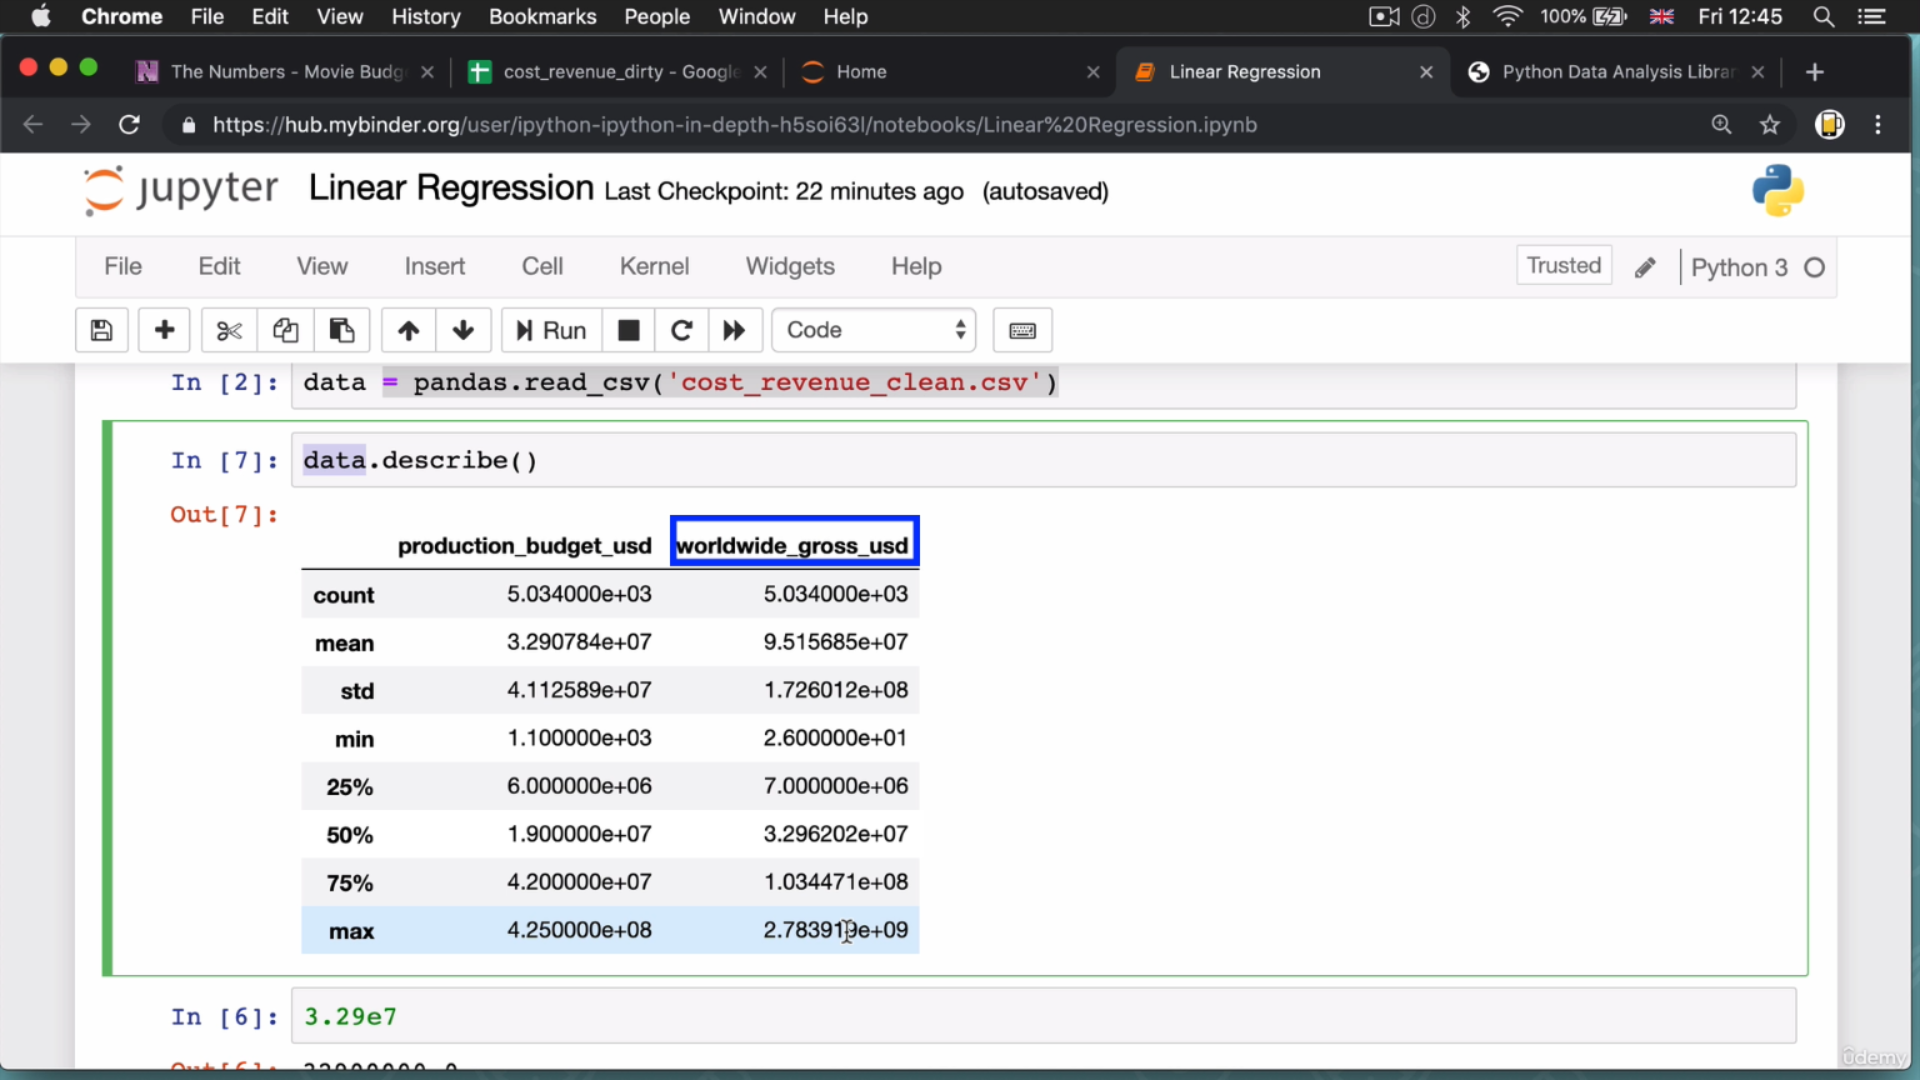 Chrome File Edit View History Bookmarks People Window Help 100% Fri 12:45
The Numbers - Movie Budg cost_revenue_dirty - Google Home Linear Regression Python Data Analysis Librar
https://hub.mybinder.org/user/ipython-ipython-in-depth-h5soi63l/notebooks/Linear%20Regression.ipynb
jupyter Linear Regression Last Checkpoint: 22 minutes ago (autosaved)
File Edit View Insert Cell Kernel Widgets Help Trusted Python 3
Run Code
In [2]: data = pandas.read_csv('cost_revenue_clean.csv')
In [7]: data.describe()
Out[7]:
production_budget_usd worldwide_gross_usd
count 5.034000e+03 5.034000e+03
mean 3.290784e+07 9.515685e+07
std 4.112589e+07 1.726012e+08
min 1.100000e+03 2.600000e+01
25% 6.000000e+06 7.000000e+06
50% 1.900000e+07 3.296202e+07
75% 4.200000e+07 1.034471e+08
max 4.250000e+08 2.783919e+09
In [6]: 3.29e7
Out[6]: 32900000.0
udemy